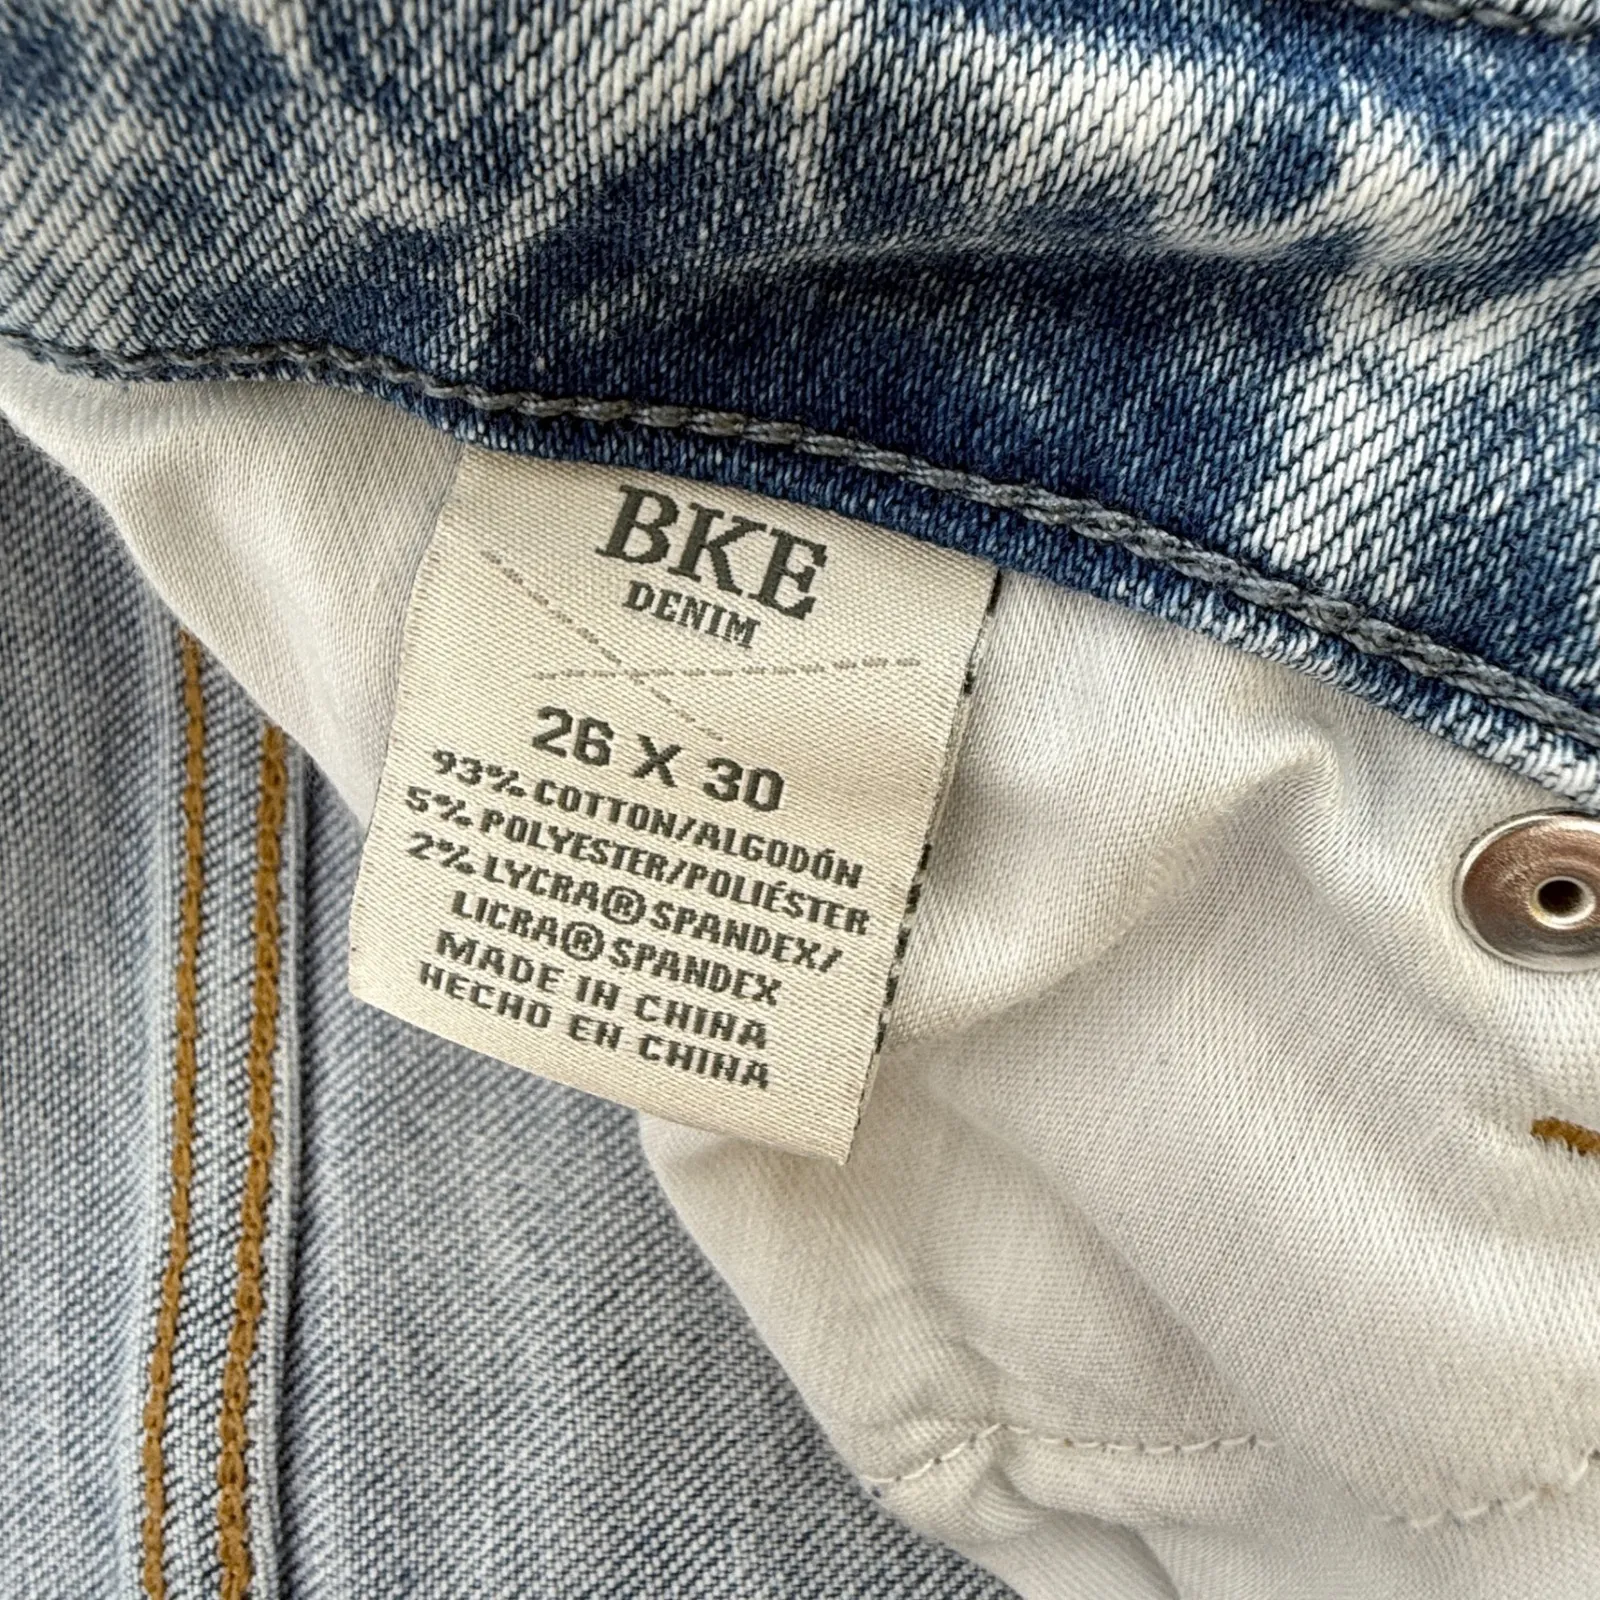 BKE
DENIM
26 X 30
93% COTTON/ALGODÓN
5% POLYESTER/POLIÉSTER
2% LYCRA® SPANDEX/
LICRA® SPANDEX
MADE IN CHINA
HECHO EN CHINA